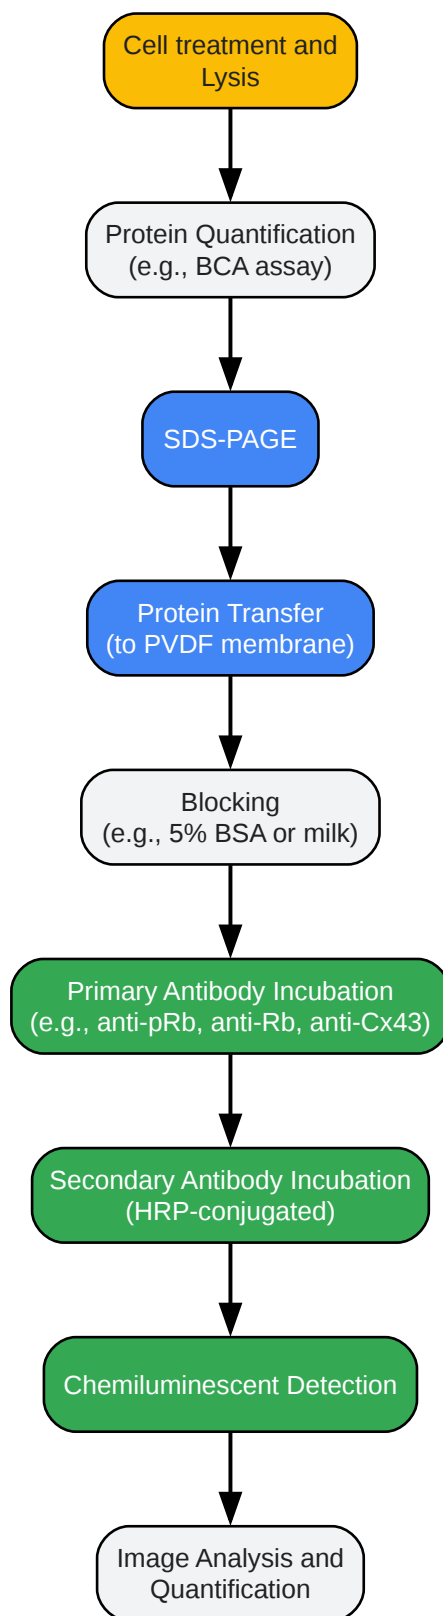 Cell treatment and
Lysis
Protein Quantification
(e.g., BCA assay)
SDS-PAGE
Protein Transfer
(to PVDF membrane)
Blocking
(e.g., 5% BSA or milk)
Primary Antibody Incubation
(e.g., anti-pRb, anti-Rb, anti-Cx43)
Secondary Antibody Incubation
(HRP-conjugated)
Chemiluminescent Detection
Image Analysis and
Quantification